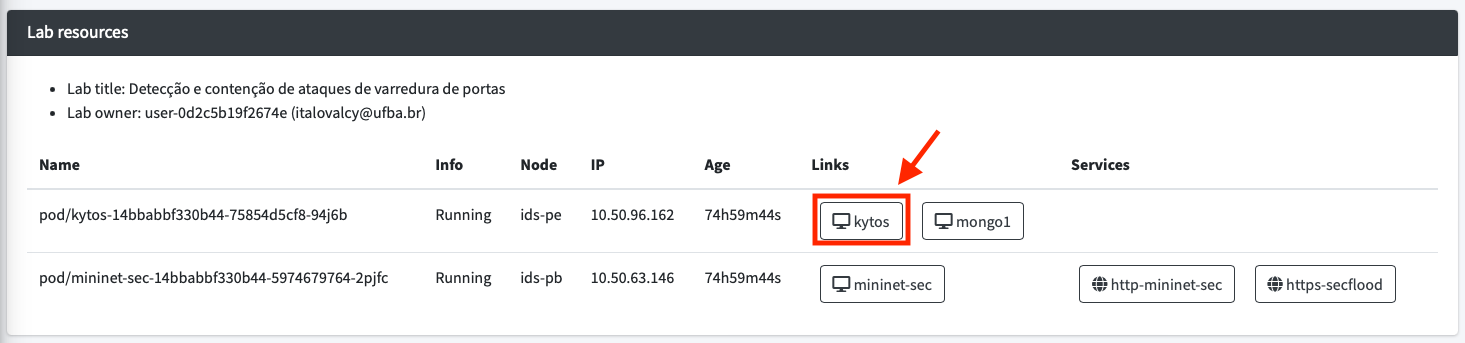 Lab resources
Lab title: Detecção e contenção de ataques de varredura de portas
Lab owner: user-0d2c5b19f2674e (italovalcy@ufba.br)
Name Info Node IP Age Links Services
pod/kytos-14bbabbf330b44-75854d5cf8-94j6b Running ids-pe 10.50.96.162 74h59m44s kytos mongo1
pod/mininet-sec-14bbabbf330b44-5974679764-2pjfc Running ids-pb 10.50.63.146 74h59m44s mininet-sec http-mininet-sec https-secflood